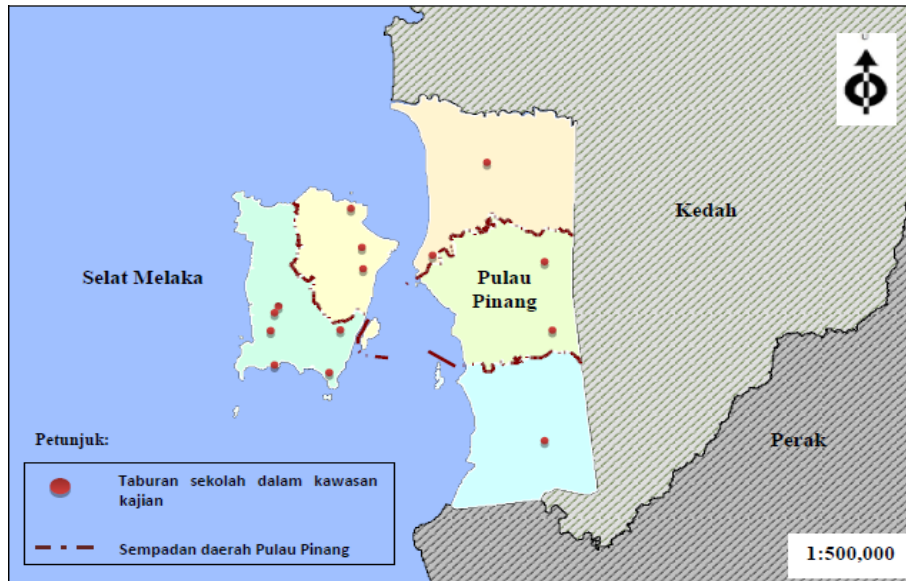 Kedah
Selat Melaka
Pulau
Pinang
Perak
Petunjuk:
Taburan sekolah dalam kawasan
kajian
Sempadan daerah Pulau Pinang
1:500,000